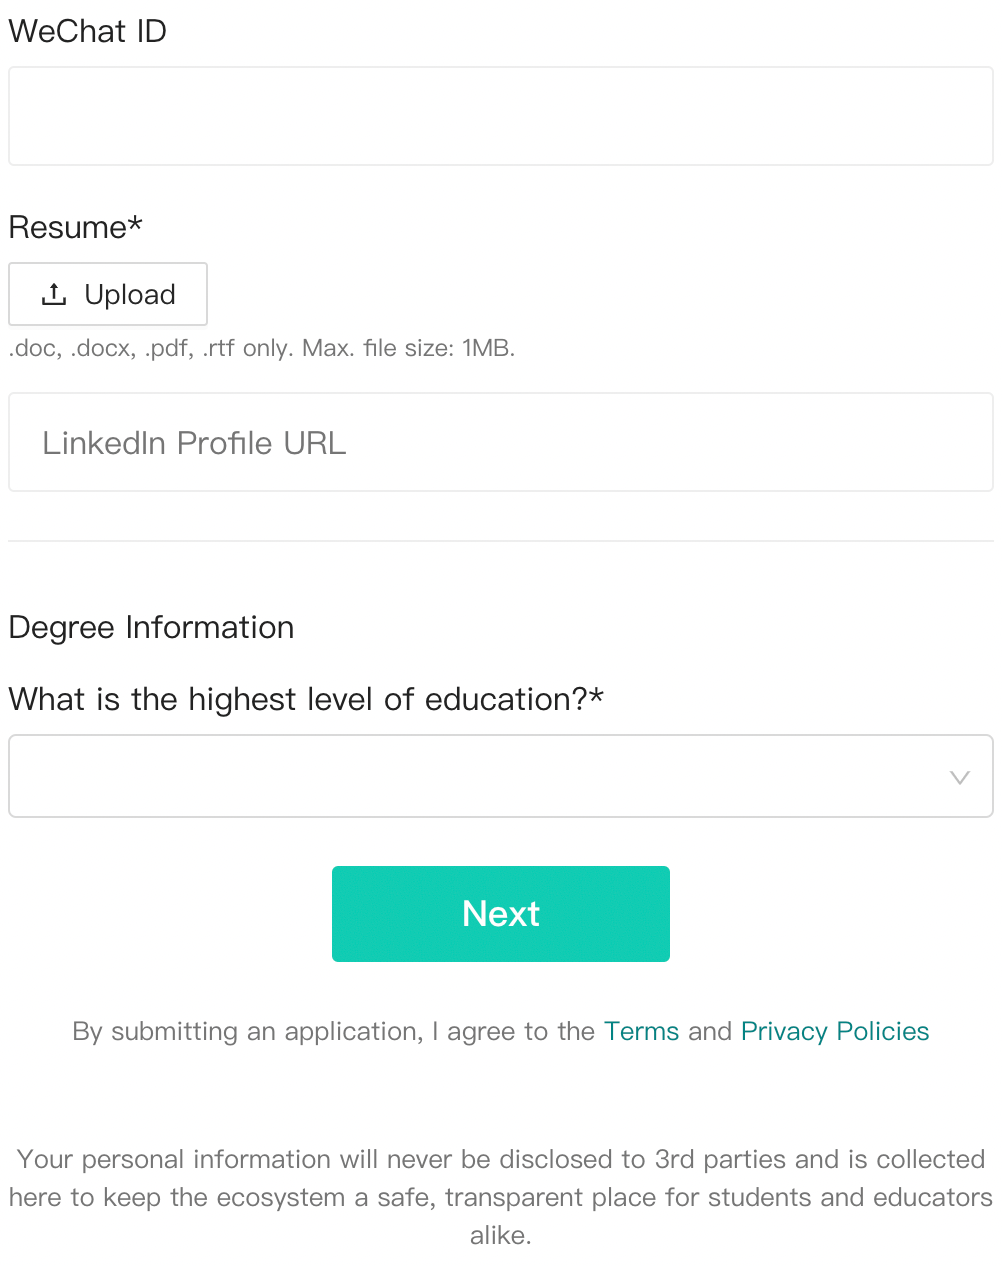 WeChat ID
Resume*
Upload
.doc, .docx, .pdf, .rtf only. Max. file size: 1MB.
LinkedIn Profile URL
Degree Information
What is the highest level of education?*
Next
By submitting an application, I agree to the Terms and Privacy Policies
Your personal information will never be disclosed to 3rd parties and is collected
here to keep the ecosystem a safe, transparent place for students and educators
alike.